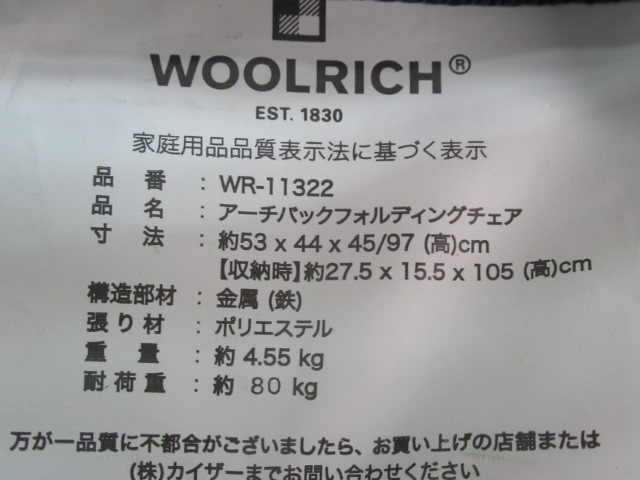 WOOLRICH®
EST. 1830
家庭用品品質表示法に基づく表示
品番 : WR-11322
品名 : アーチバックフォルディングチェア
寸法 : 約53 x 44 x 45/97 (高)cm
【収納時】約27.5 x 15.5 x 105 (高)cm
構造部材 : 金属 (鉄)
張り材 : ポリエステル
重量 : 約 4.55 kg
耐荷重 : 約 80 kg
万が一品質に不都合がございましたら、お買い上げの店舗または
(株)カイザーまでお問い合わせください